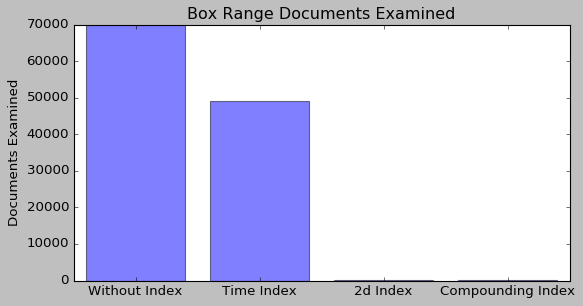 Box Range Documents Examined
Documents Examined
70000
60000
50000
40000
30000
20000
10000
0
Without Index
Time Index
2d Index
Compounding Index